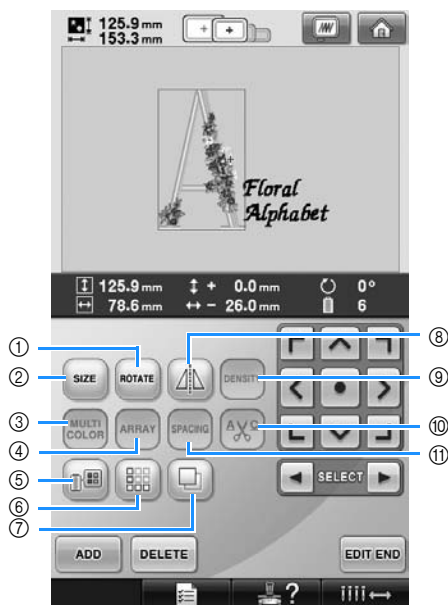 125.9 mm
153.3 mm
Floral
Alphabet
125.9 mm + 0.0 mm 0°
78.6 mm − 26.0 mm 6
① ⑧
② SIZE ROTATE DENSITY ⑨
③ MULTI COLOR ARRAY SPACING A ⑩
④ ⑪
⑤ SELECT
⑥
⑦
ADD DELETE EDIT END
?